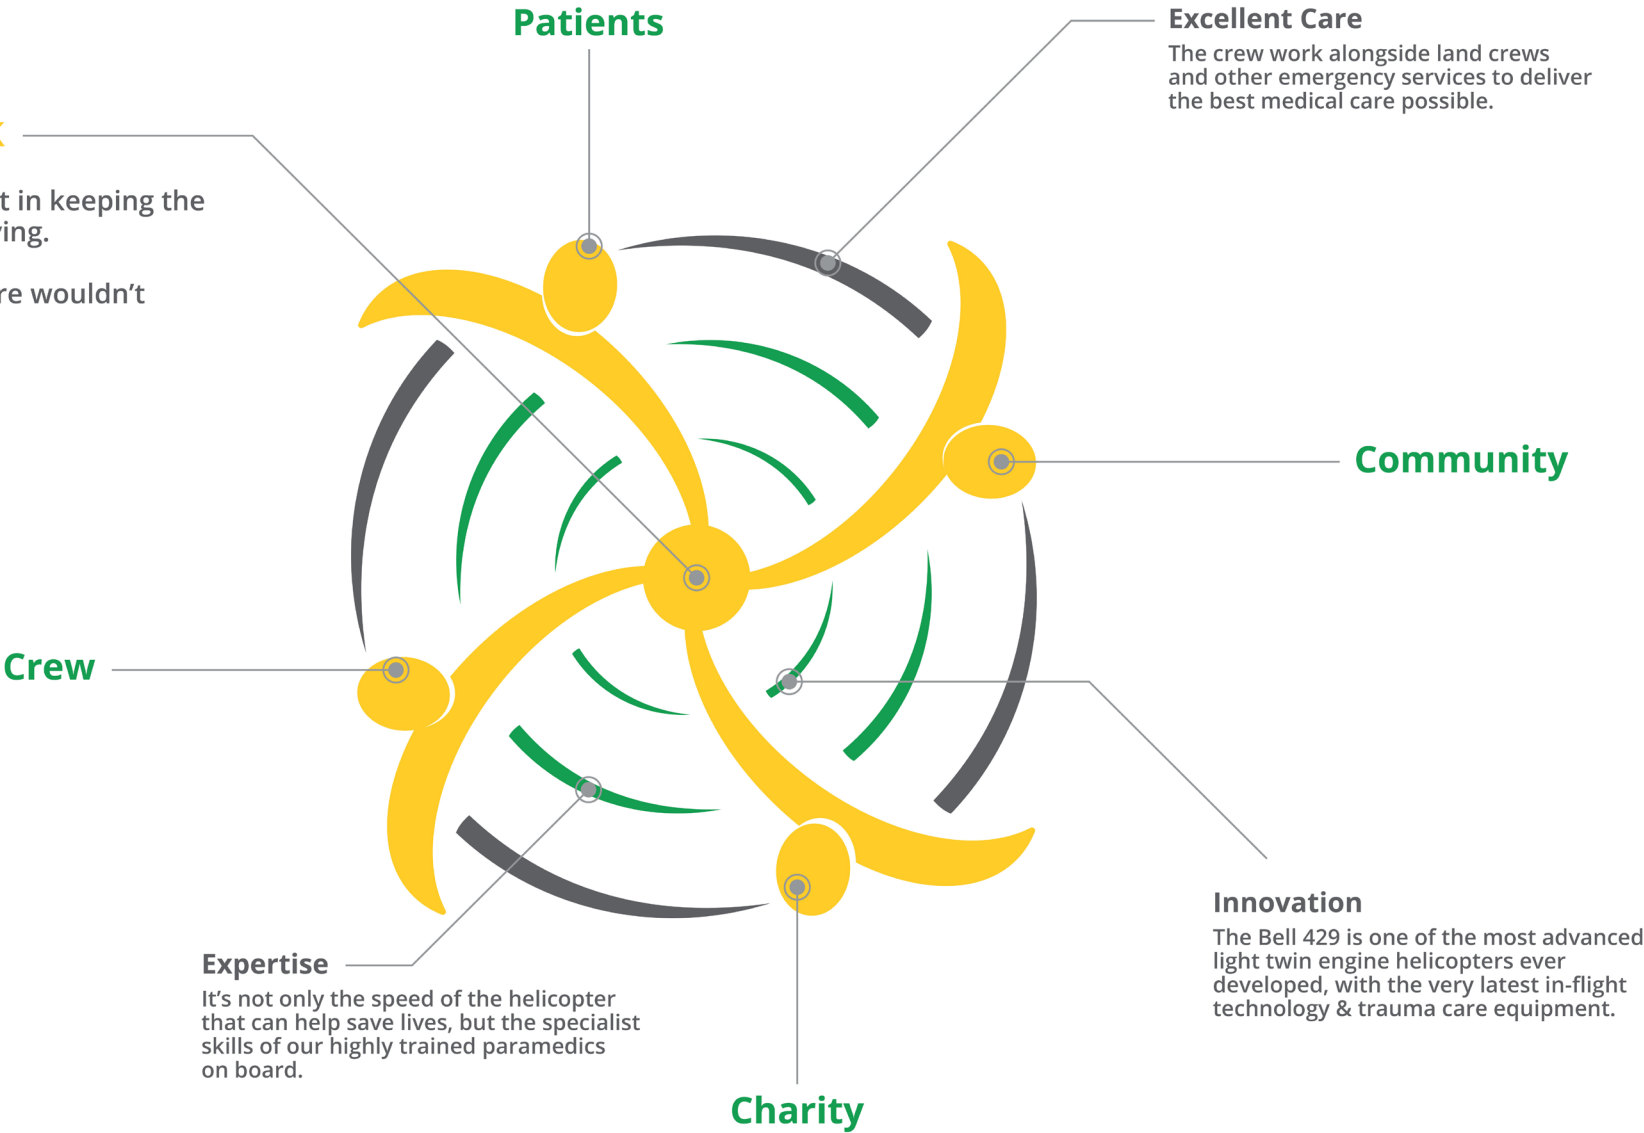 Patients
Excellent Care
The crew work alongside land crews
and other emergency services to deliver
the best medical care possible.
in keeping the
wouldn’t
Community
Crew
Innovation
The Bell 429 is one of the most advanced
light twin engine helicopters ever
developed, with the very latest in-flight
technology & trauma care equipment.
Expertise
It’s not only the speed of the helicopter
that can help save lives, but the specialist
skills of our highly trained paramedics
on board.
Charity